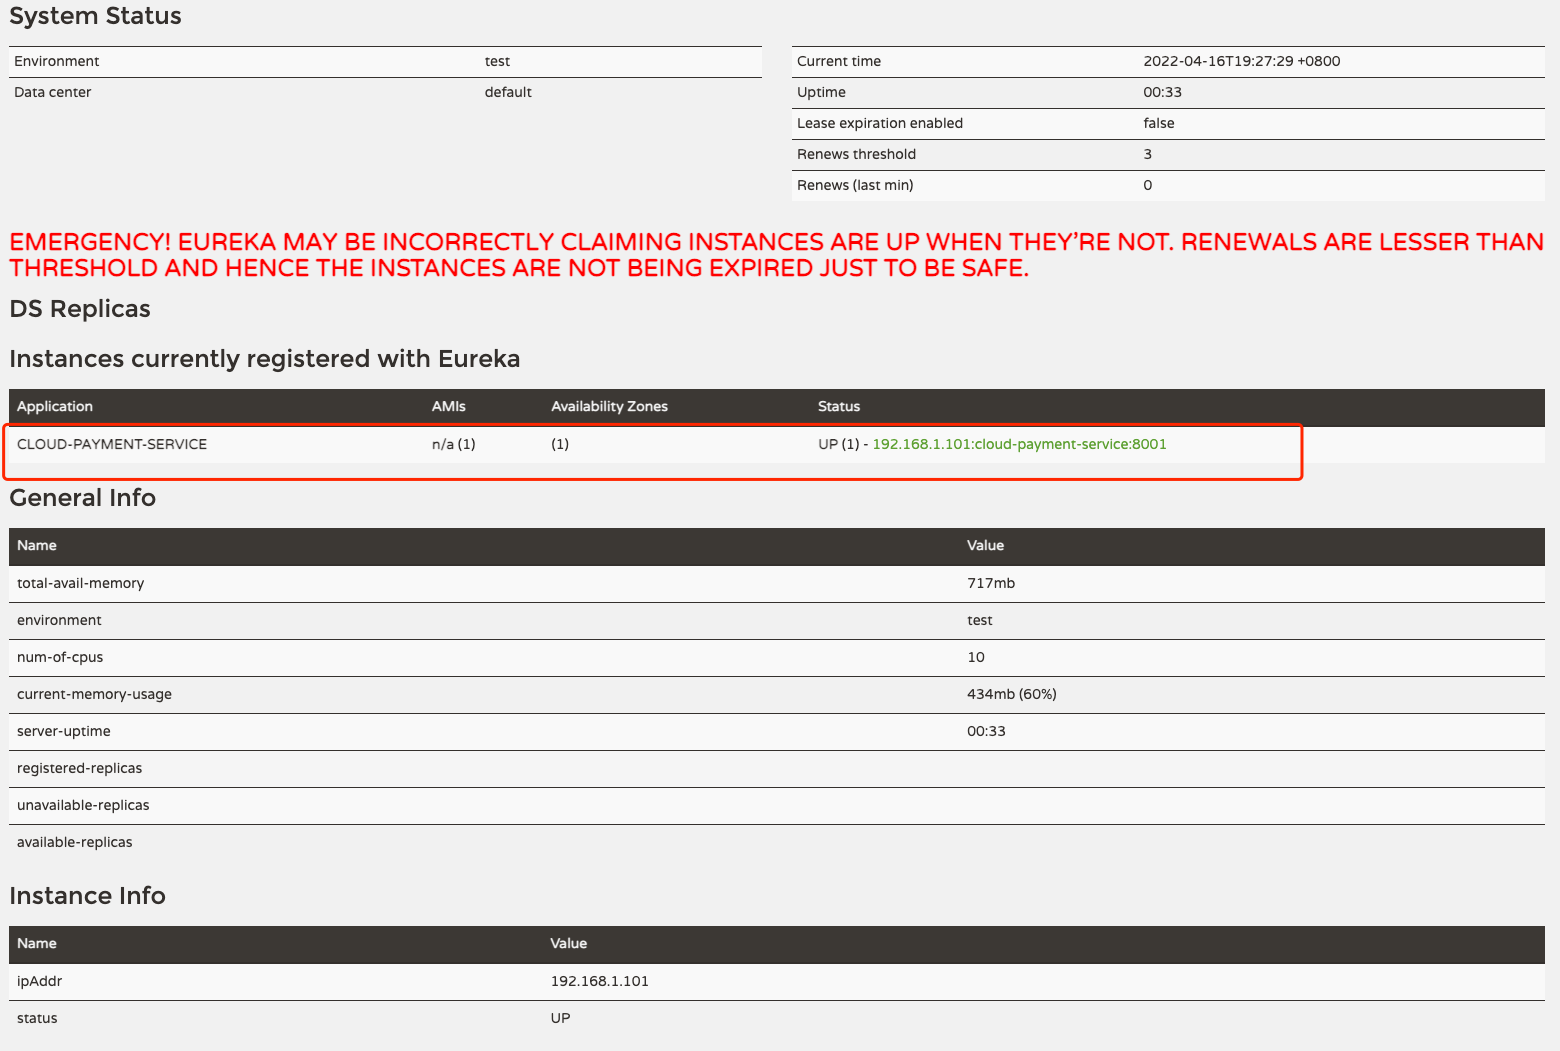 System Status
Environment test
Data center default
Current time 2022-04-16T19:27:29 +0800
Uptime 00:33
Lease expiration enabled false
Renews threshold 3
Renews (last min) 0
EMERGENCY! EUREKA MAY BE INCORRECTLY CLAIMING INSTANCES ARE UP WHEN THEY'RE NOT. RENEWALS ARE LESSER THAN
THRESHOLD AND HENCE THE INSTANCES ARE NOT BEING EXPIRED JUST TO BE SAFE.
DS Replicas
Instances currently registered with Eureka
Application AMIs Availability Zones Status
CLOUD-PAYMENT-SERVICE n/a (1) (1) UP (1) - 192.168.1.101:cloud-payment-service:8001
General Info
Name Value
total-avail-memory 717mb
environment test
num-of-cpus 10
current-memory-usage 434mb (60%)
server-uptime 00:33
registered-replicas
unavailable-replicas
available-replicas
Instance Info
Name Value
ipAddr 192.168.1.101
status UP